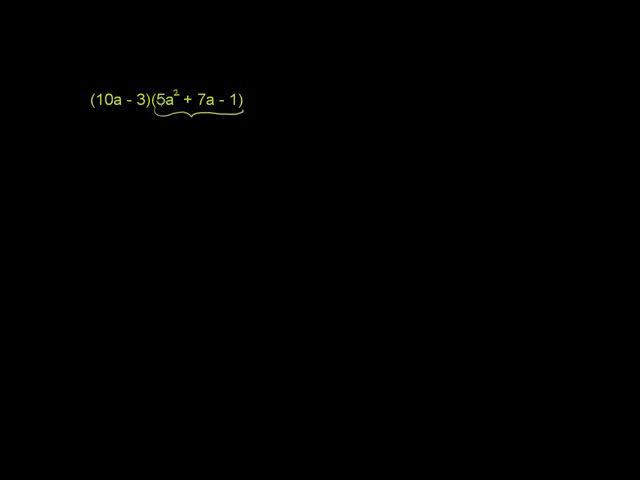 (10a - 3)(5a² + 7a - 1)